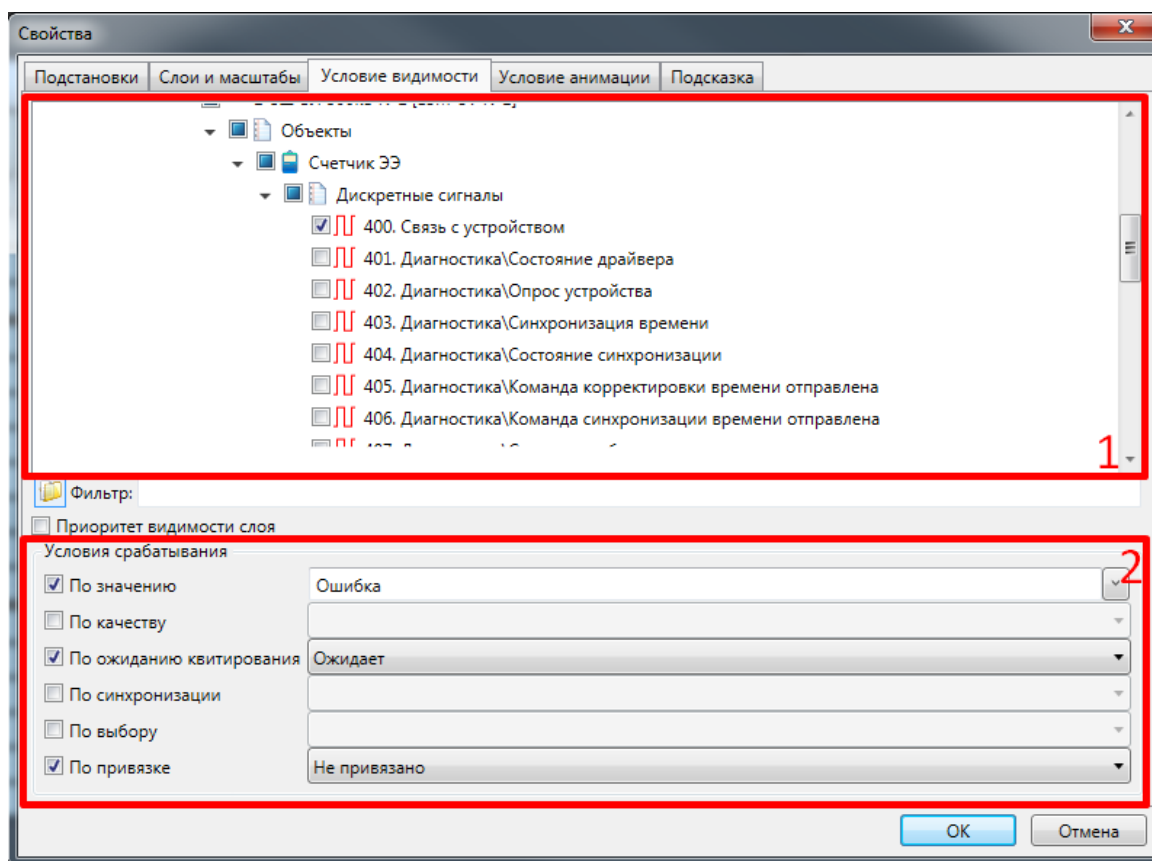 Свойства
Подстановки Слои и масштабы Условие видимости Условие анимации Подсказка
Объекты
Счетчик ЭЭ
Дискретные сигналы
400. Связь с устройством
401. Диагностика\Состояние драйвера
402. Диагностика\Опрос устройства
403. Диагностика\Синхронизация времени
404. Диагностика\Состояние синхронизации
405. Диагностика\Команда корректировки времени отправлена
406. Диагностика\Команда синхронизации времени отправлена
1
Фильтр:
Приоритет видимости слоя
Условия срабатывания
2
По значению Ошибка
По качеству
По ожиданию квитирования Ожидает
По синхронизации
По выбору
По привязке Не привязано
OK Отмена